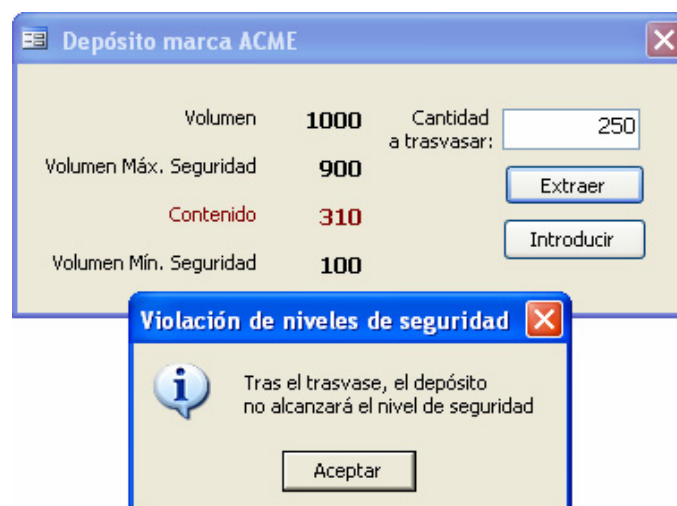 Depósito marca ACME
Volumen 1000
Cantidad
a trasvasar: 250
Volumen Máx. Seguridad 900
Extraer
Contenido 310
Introducir
Volumen Mín. Seguridad 100
Violación de niveles de seguridad
Tras el trasvase, el depósito
no alcanzará el nivel de seguridad
Aceptar